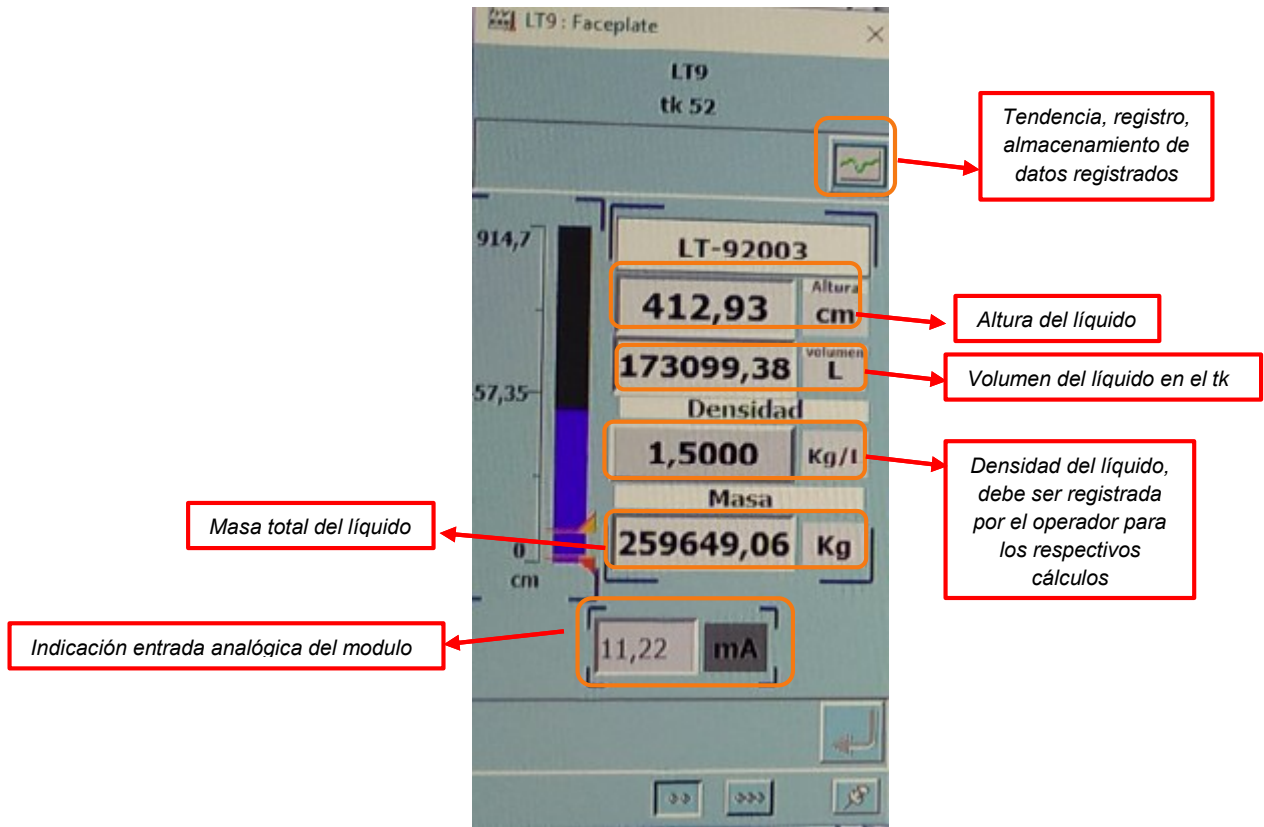 LT9 : Faceplate
LT9
tk 52
Tendencia, registro,
almacenamiento de
datos registrados
914,7
LT-92003
412,93
Altura
cm
Altura del líquido
173099,38
volumen
L
Volumen del líquido en el tk
57,35
Densidad
1,5000
Kg/l
Densidad del líquido,
debe ser registrada
por el operador para
los respectivos
cálculos
Masa
Masa total del líquido
259649,06
Kg
0
cm
Indicación entrada analógica del modulo
11,22
mA